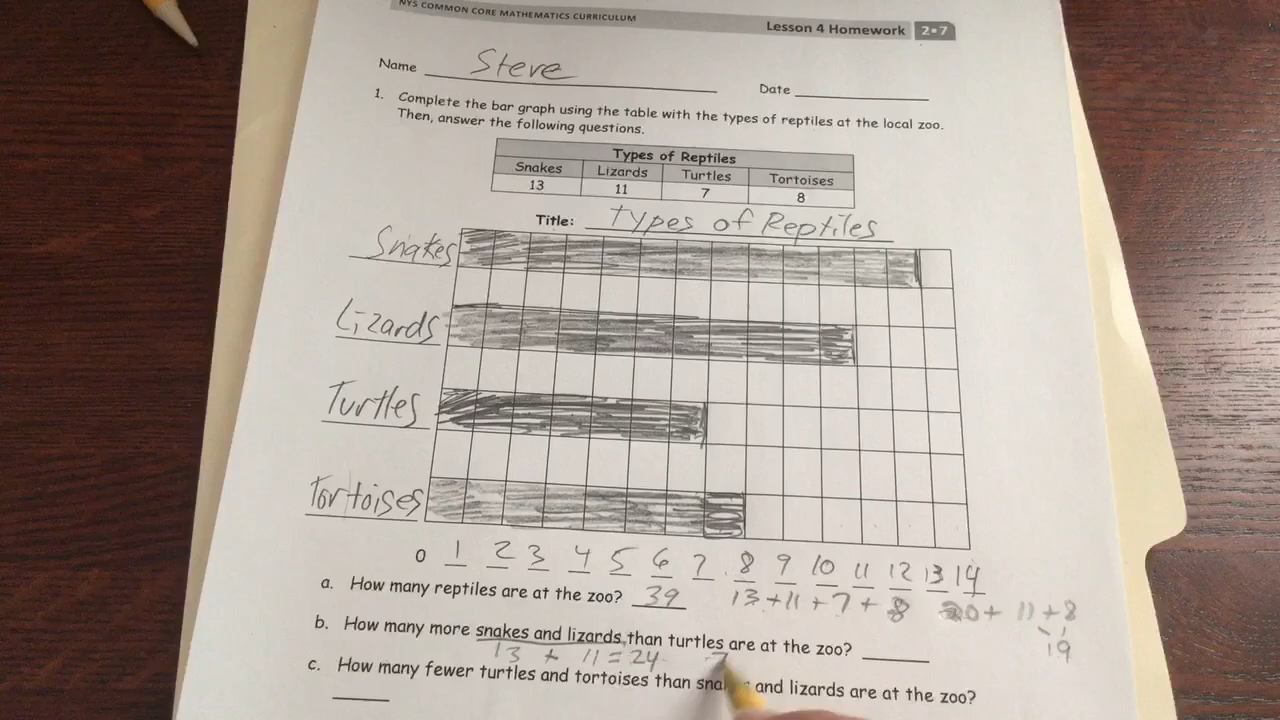 NYS COMMON CORE MATHEMATICS CURRICULUM
Lesson 4 Homework 2•7
Name Steve Date
1. Complete the bar graph using the table with the types of reptiles at the local zoo.
Then, answer the following questions.
Types of Reptiles
Snakes Lizards Turtles Tortoises
13 11 7 8
Title: Types of Reptiles
Snakes
Lizards
Turtles
Tortoises
0 1 2 3 4 5 6 7 8 9 10 11 12 13 14
a. How many reptiles are at the zoo? 39 13 + 11 + 7 + 8 20 + 11 + 8
19
b. How many more snakes and lizards than turtles are at the zoo?
13 + 11 = 24 7
c. How many fewer turtles and tortoises than and lizards are at the zoo?